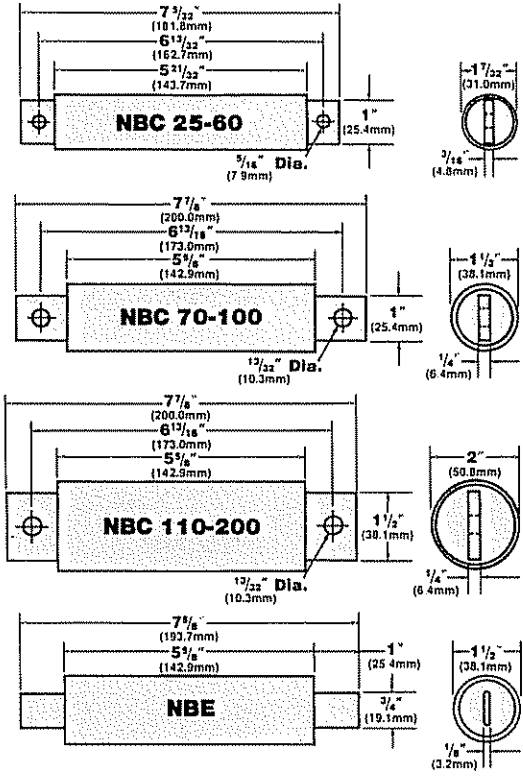 7 5/32"
(181.8mm)
6 13/32"
(162.7mm)
5 21/32"
(143.7mm)
NBC 25-60
1"
(25.4mm)
5/16" Dia.
(7.9mm)
1 7/32"
(31.0mm)
3/16"
(4.8mm)
7 7/8"
(200.0mm)
6 13/16"
(173.0mm)
5 5/8"
(142.9mm)
NBC 70-100
1"
(25.4mm)
13/32" Dia.
(10.3mm)
1 1/2"
(38.1mm)
1/4"
(6.4mm)
7 7/8"
(200.0mm)
6 13/16"
(173.0mm)
5 5/8"
(142.9mm)
NBC 110-200
1 1/2"
(38.1mm)
13/32" Dia.
(10.3mm)
2"
(50.8mm)
1/4"
(6.4mm)
7 5/8"
(193.7mm)
5 5/8"
(142.9mm)
NBE
1"
(25.4mm)
3/4"
(19.1mm)
1 1/2"
(38.1mm)
1/8"
(3.2mm)